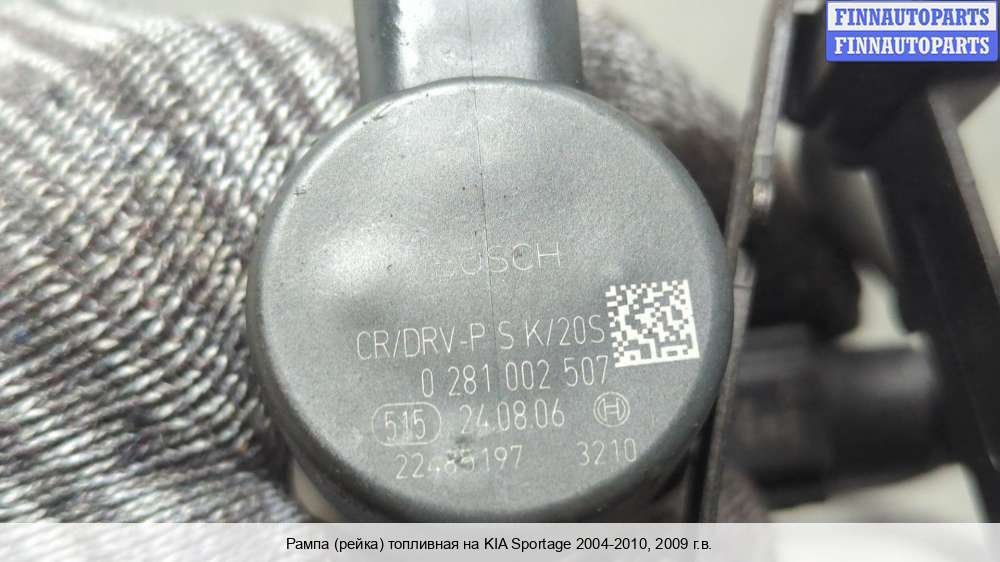 FINNAUTOPARTS
FINNAUTOPARTS
BOSCH
CR/DRV-P S K/20S
0 281 002 507
515 24.08.06
3210
Рампа (рейка) топливная на KIA Sportage 2004-2010, 2009 г.в.